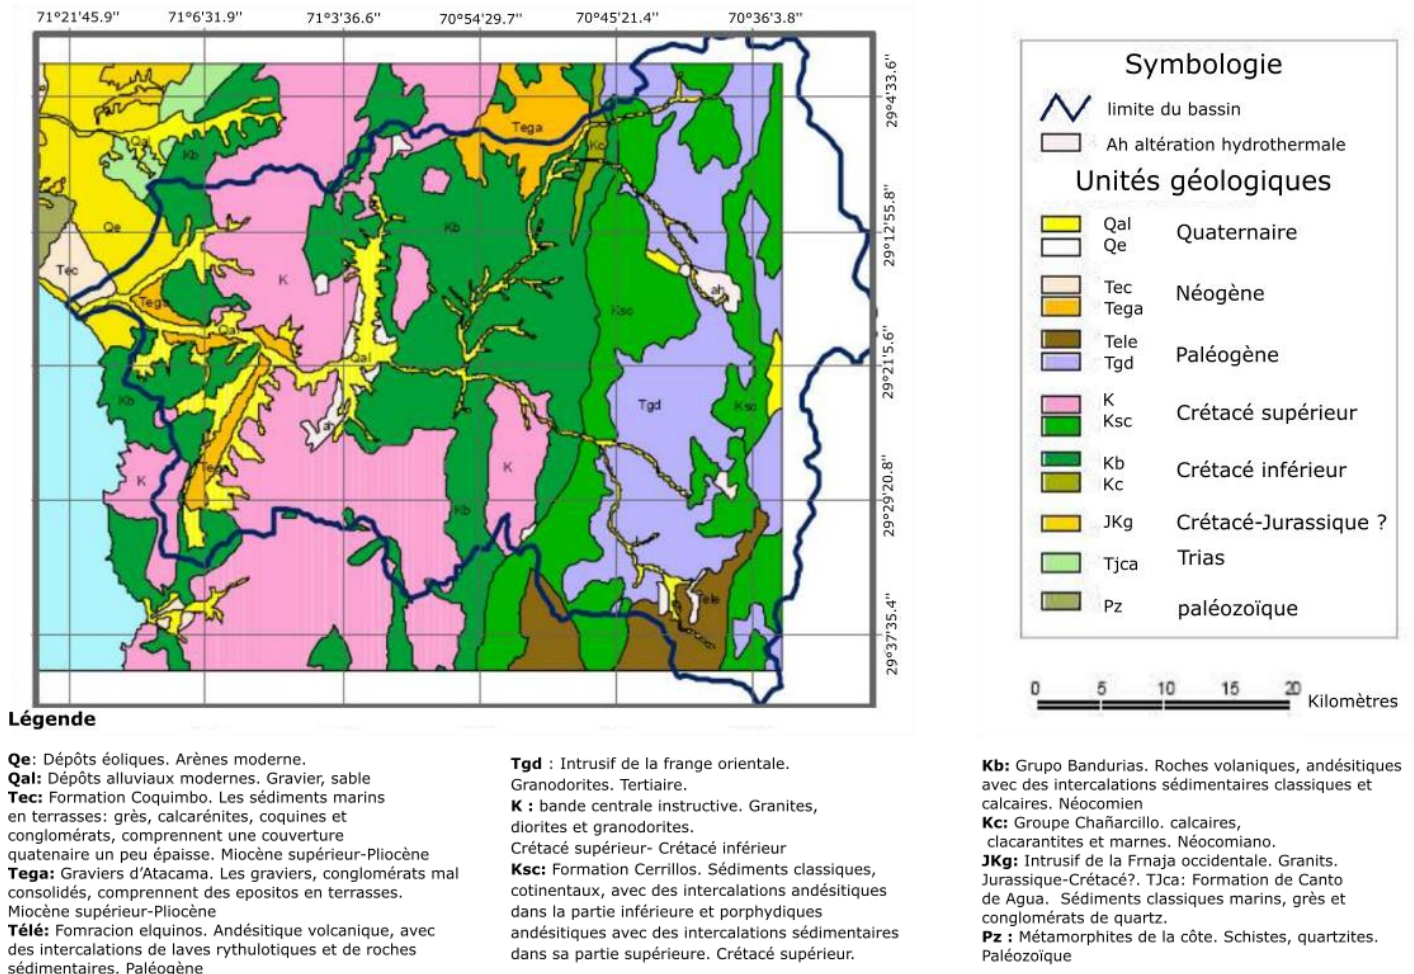 71°21'45.9" 71°6'31.9" 71°3'36.6" 70°54'29.7" 70°45'21.4" 70°36'3.8"
29°4'33.6"
29°12'55.8"
29°21'5.6"
29°29'20.8"
29°37'35.4"
Tega
Qal
Kb
Kc
Qe
Kb
Tec
K
ah
Tega
Ksc
Qal
Qal
Kb
Tgd
Ksc
ah
K
Tega
K
Kb
Tele
Symbologie
limite du bassin
Ah altération hydrothermale
Unités géologiques
Qal
Qe
Quaternaire
Tec
Tega
Néogène
Tele
Tgd
Paléogène
K
Ksc
Crétacé supérieur
Kb
Kc
Crétacé inférieur
JKg
Crétacé-Jurassique ?
Tjca
Trias
Pz
paléozoïque
0 5 10 15 20 Kilomètres
Légende
Qe: Dépôts éoliques. Arènes moderne.
Qal: Dépôts alluviaux modernes. Gravier, sable
Tec: Formation Coquimbo. Les sédiments marins
en terrasses: grès, calcarénites, coquines et
conglomérats, comprennent une couverture
quatenaire un peu épaisse. Miocène supérieur-Pliocène
Tega: Graviers d'Atacama. Les graviers, conglomérats mal
consolidés, comprennent des epositos en terrasses.
Miocène supérieur-Pliocène
Télé: Fomracion elquinos. Andésitique volcanique, avec
des intercalations de laves rythulotiques et de roches
sédimentaires. Paléogène
Tgd : Intrusif de la frange orientale.
Granodorites. Tertiaire.
K : bande centrale instructive. Granites,
diorites et granodorites.
Crétacé supérieur- Crétacé inférieur
Ksc: Formation Cerrillos. Sédiments classiques,
cotinentaux, avec des intercalations andésitiques
dans la partie inférieure et porphydiques
andésitiques avec des intercalations sédimentaires
dans sa partie supérieure. Crétacé supérieur.
Kb: Grupo Bandurias. Roches volaniques, andésitiques
avec des intercalations sédimentaires classiques et
calcaires. Néocomien
Kc: Groupe Chañarcillo. calcaires,
clacarantites et marnes. Néocomiano.
JKg: Intrusif de la Frnaja occidentale. Granits.
Jurassique-Crétacé?. TJca: Formation de Canto
de Agua. Sédiments classiques marins, grès et
conglomérats de quartz.
Pz : Métamorphites de la côte. Schistes, quartzites.
Paléozoïque